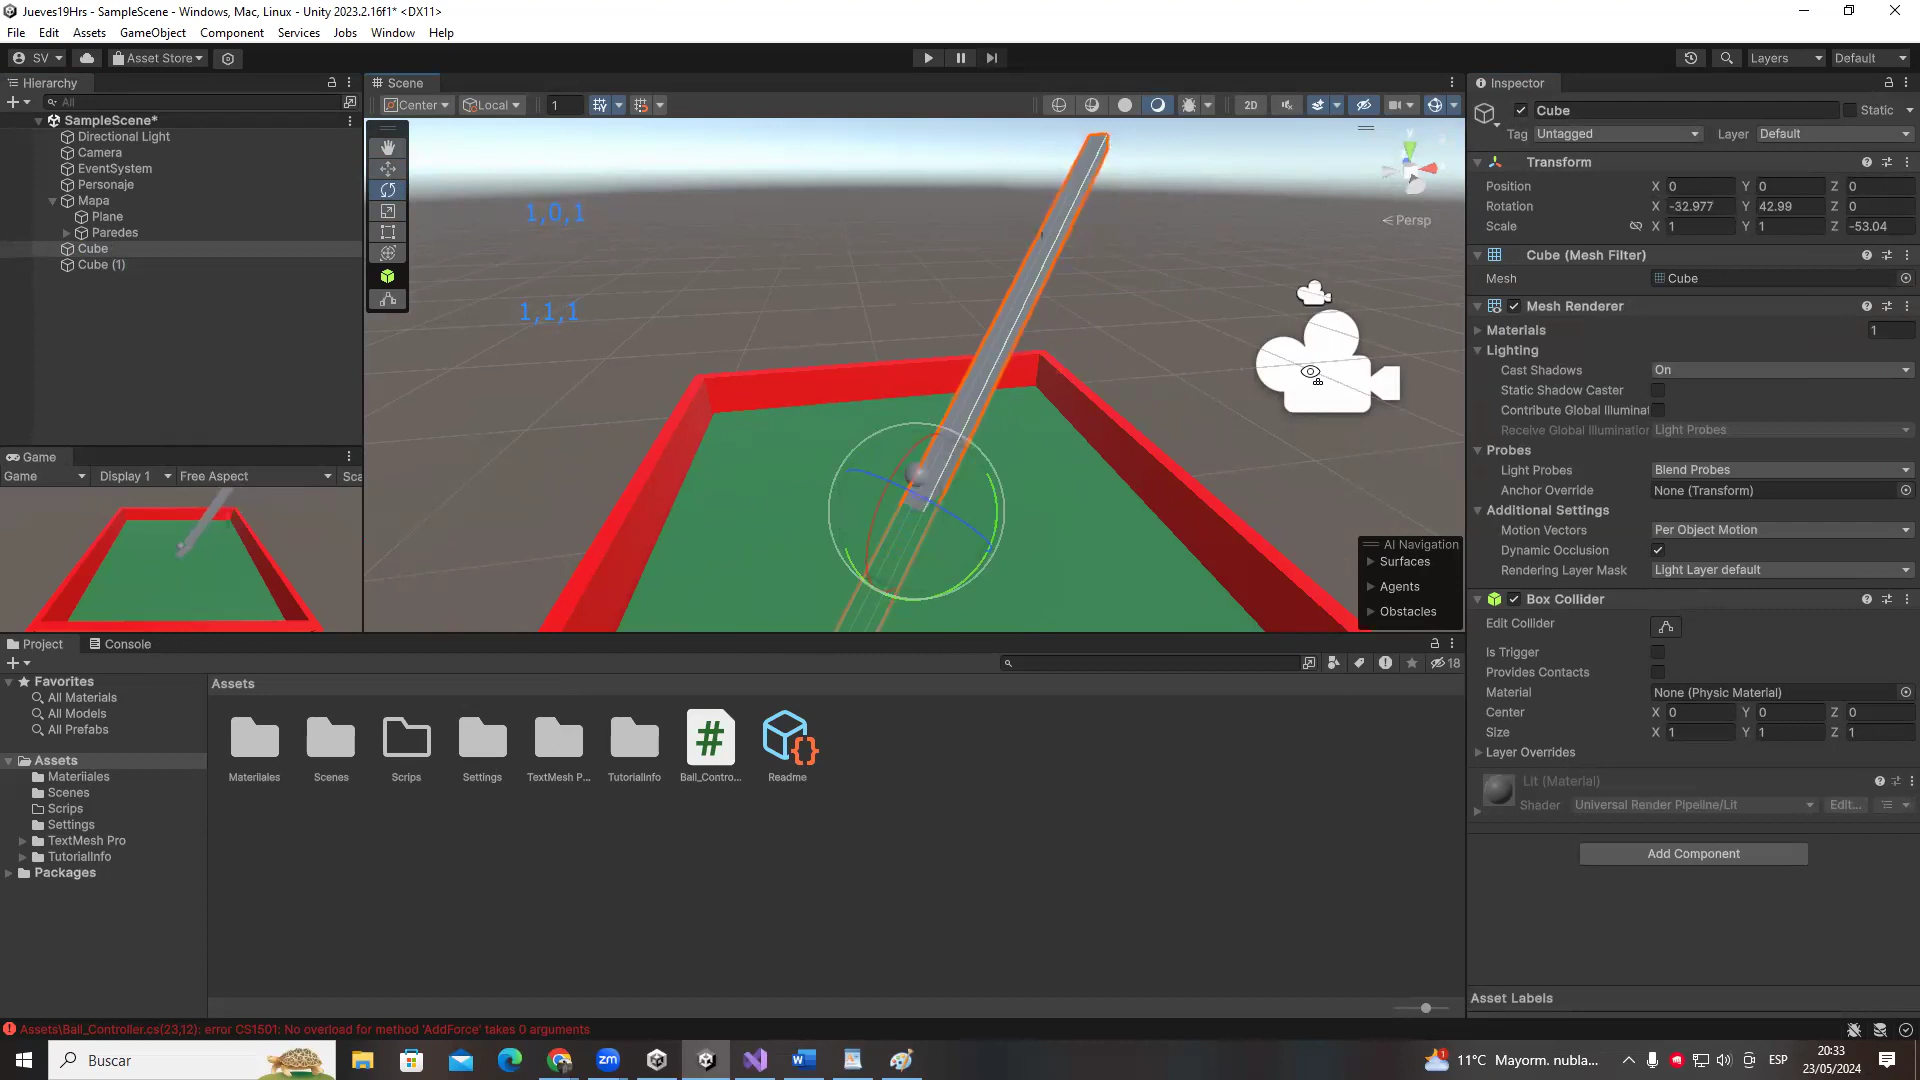 Jueves19Hrs - SampleScene - Windows, Mac, Linux - Unity 2023.2.16f1* <DX11>
File Edit Assets GameObject Component Services Jobs Window Help
SV Asset Store Layers Default
Hierarchy
All
SampleScene*
Directional Light
Camera
EventSystem
Personaje
Mapa
Plane
Paredes
Cube
Cube (1)
Scene
Center Local 1 2D
1,0,1
1,1,1
y
Persp
AI Navigation
Surfaces
Agents
Obstacles
Game
Game Display 1 Free Aspect Sca
Inspector
Cube Static
Tag Untagged Layer Default
Transform
Position X 0 Y 0 Z 0
Rotation X -32.977 Y 42.99 Z 0
Scale X 1 Y 1 Z -53.04
Cube (Mesh Filter)
Mesh Cube
Mesh Renderer
Materials 1
Lighting
Cast Shadows On
Static Shadow Caster
Contribute Global Illuminat
Receive Global Illumination Light Probes
Probes
Light Probes Blend Probes
Anchor Override None (Transform)
Additional Settings
Motion Vectors Per Object Motion
Dynamic Occlusion
Rendering Layer Mask Light Layer default
Box Collider
Edit Collider
Is Trigger
Provides Contacts
Material None (Physic Material)
Center X 0 Y 0 Z 0
Size X 1 Y 1 Z 1
Layer Overrides
Lit (Material)
Shader Universal Render Pipeline/Lit Edit...
Add Component
Asset Labels
Project Console
18
Favorites
All Materials
All Models
All Prefabs
Assets
Materiiales
Scenes
Scrips
Settings
TextMesh Pro
TutorialInfo
Packages
Assets
Materiiales Scenes Scrips Settings TextMesh P... TutorialInfo Ball_Contro... Readme
Assets\Ball_Controller.cs(23,12): error CS1501: No overload for method 'AddForce' takes 0 arguments
Buscar
zm
11°C Mayorm. nubla...
ESP
20:33
23/05/2024